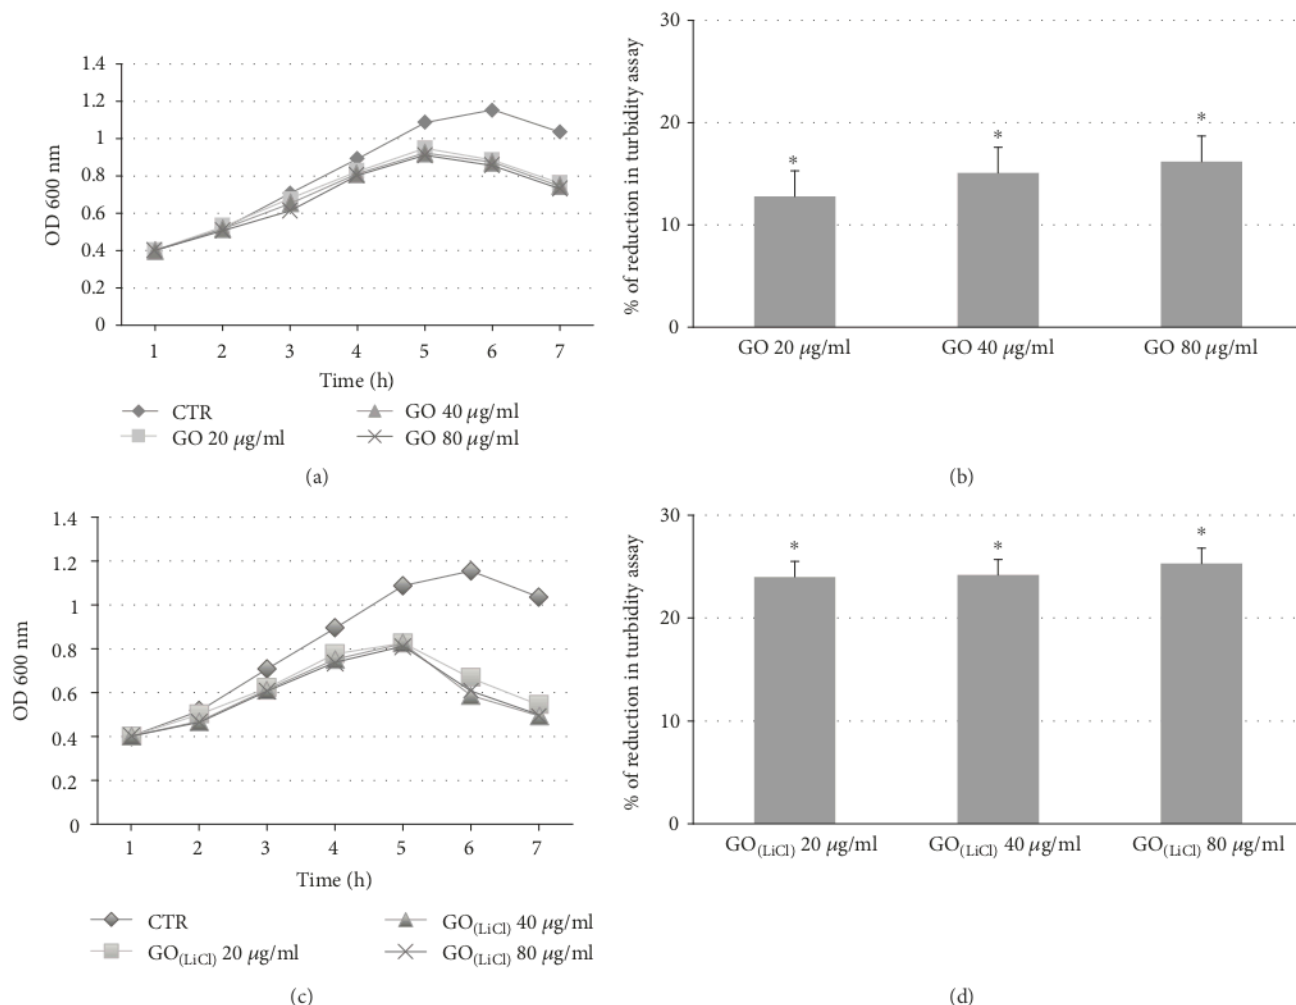 1.4
1.2
1
0.8
0.6
0.4
0.2
0
OD 600 nm
1 2 3 4 5 6 7
Time (h)
CTR
GO 20 μg/ml
GO 40 μg/ml
GO 80 μg/ml
(a)
30
20
10
0
% of reduction in turbidity assay
* * *
GO 20 μg/ml GO 40 μg/ml GO 80 μg/ml
(b)
1.4
1.2
1
0.8
0.6
0.4
0.2
0
OD 600 nm
1 2 3 4 5 6 7
Time (h)
CTR
GO(LiCl) 20 μg/ml
GO(LiCl) 40 μg/ml
GO(LiCl) 80 μg/ml
(c)
30
20
10
0
% of reduction in turbidity assay
* * *
GO(LiCl) 20 μg/ml GO(LiCl) 40 μg/ml GO(LiCl) 80 μg/ml
(d)